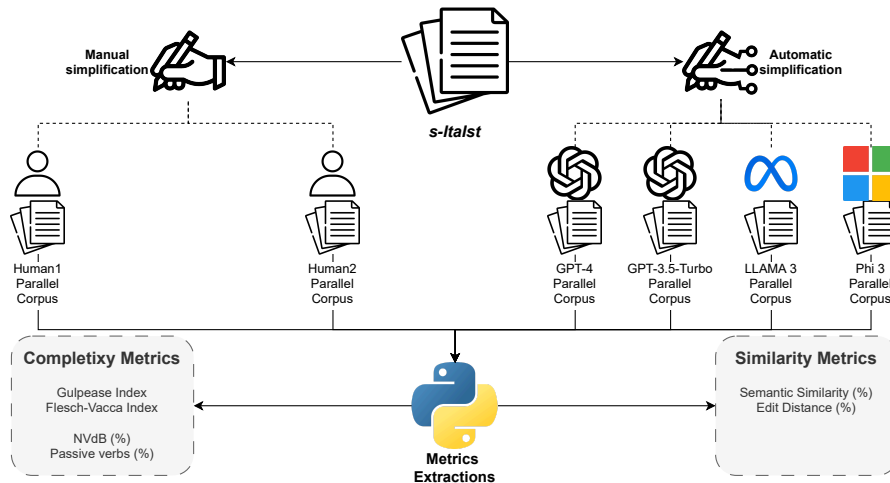 Manual
simplification
Automatic
simplification
s-ItaIst
Human1
Parallel
Corpus
Human2
Parallel
Corpus
GPT-4
Parallel
Corpus
GPT-3.5-Turbo
Parallel
Corpus
LLAMA 3
Parallel
Corpus
Phi 3
Parallel
Corpus
Completixy Metrics
Gulpease Index
Flesch-Vacca Index
NVdB (%)
Passive verbs (%)
Metrics
Extractions
Similarity Metrics
Semantic Similarity (%)
Edit Distance (%)